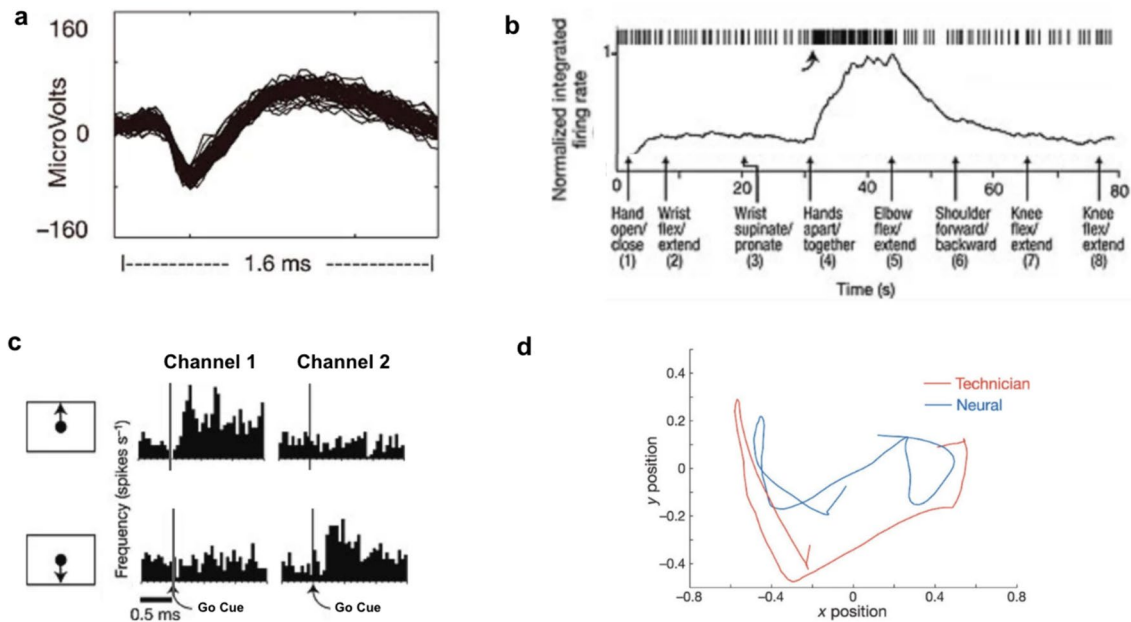 a
160
0
−160
MicroVolts
1.6 ms
b
Normalized integrated
firing rate
1
0
20
40
60
80
Hand
open/
close
(1)
Wrist
flex/
extend
(2)
Wrist
supinate/
pronate
(3)
Hands
apart/
together
(4)
Elbow
flex/
extend
(5)
Shoulder
forward/
backward
(6)
Knee
flex/
extend
(7)
Knee
flex/
extend
(8)
Time (s)
c
Channel 1
Channel 2
Frequency (spikes s⁻¹)
0.5 ms
Go Cue
Go Cue
d
0.4
0.2
0
−0.2
−0.4
y position
Technician
Neural
−0.8
−0.4
0
0.4
0.8
x position